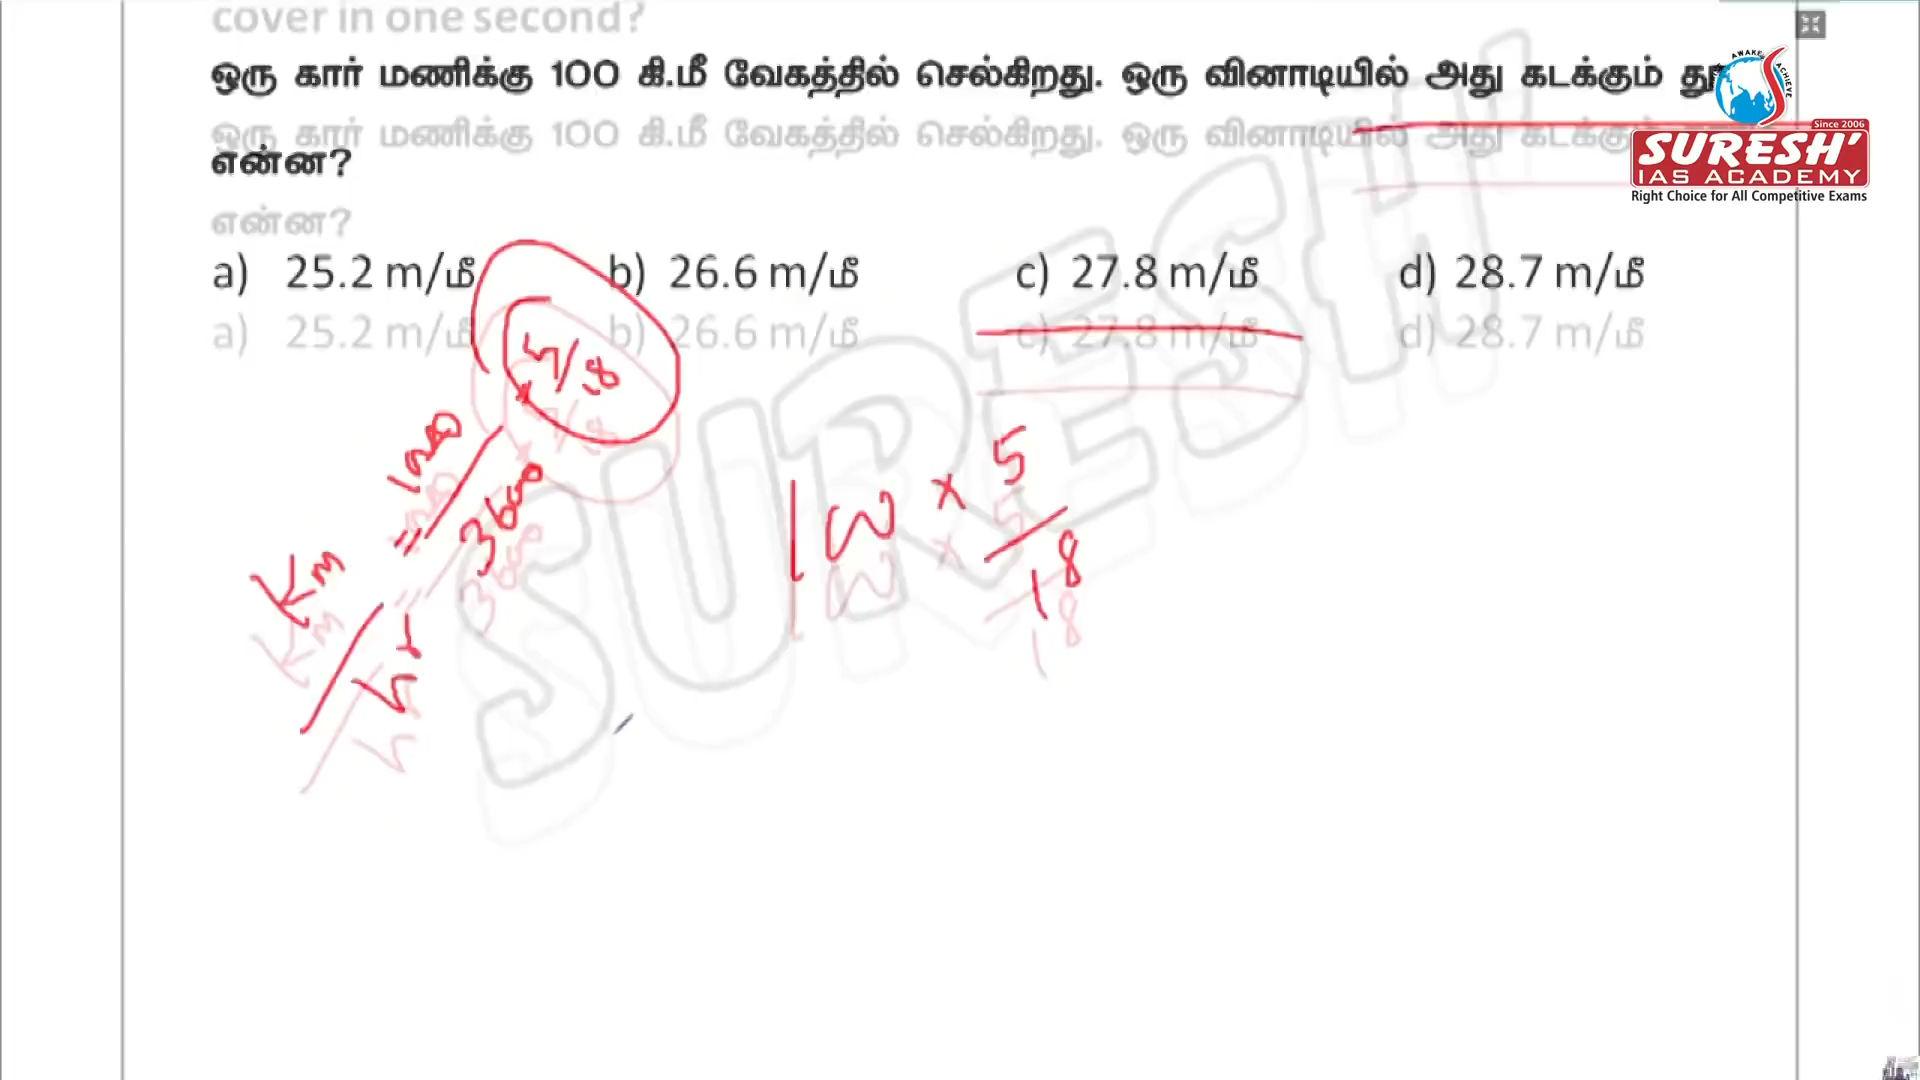 cover in one second?
ஒரு கார் மணிக்கு 100 கி.மீ வேகத்தில் செல்கிறது. ஒரு வினாடியில் அது கடக்கும்
ஒரு கார் மணிக்கு 100 கி.மீ வேகத்தில் செல்கிறது. ஒரு வினாடியில் அது கடக்கும்
என்ன?
என்ன?
a) 25.2 m/மீ b) 26.6 m/மீ c) 27.8 m/மீ d) 28.7 m/மீ
a) 25.2 m/மீ b) 26.6 m/மீ c) 27.8 m/மீ d) 28.7 m/மீ
5/18
Km/hr = 1000/3600
100 × 5/18
SURESH'
AWAKE ACHIEVE
Since 2006
SURESH'
IAS ACADEMY
Right Choice for All Competitive Exams